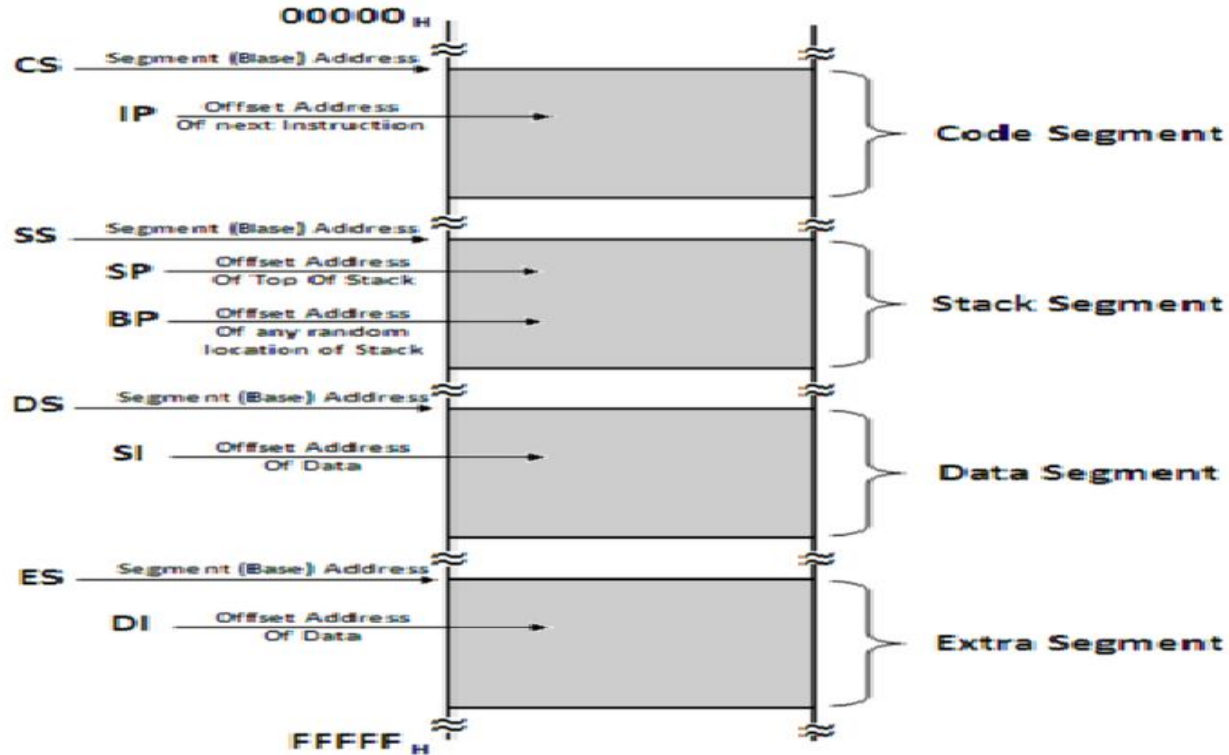 00000 H
CS Segment (Base) Address
IP Offset Address
Of next Instruction
Code Segment
SS Segment (Base) Address
SP Offset Address
Of Top Of Stack
BP Offset Address
Of any random
location of Stack
Stack Segment
DS Segment (Base) Address
SI Offset Address
Of Data
Data Segment
ES Segment (Base) Address
DI Offset Address
Of Data
Extra Segment
FFFFF H